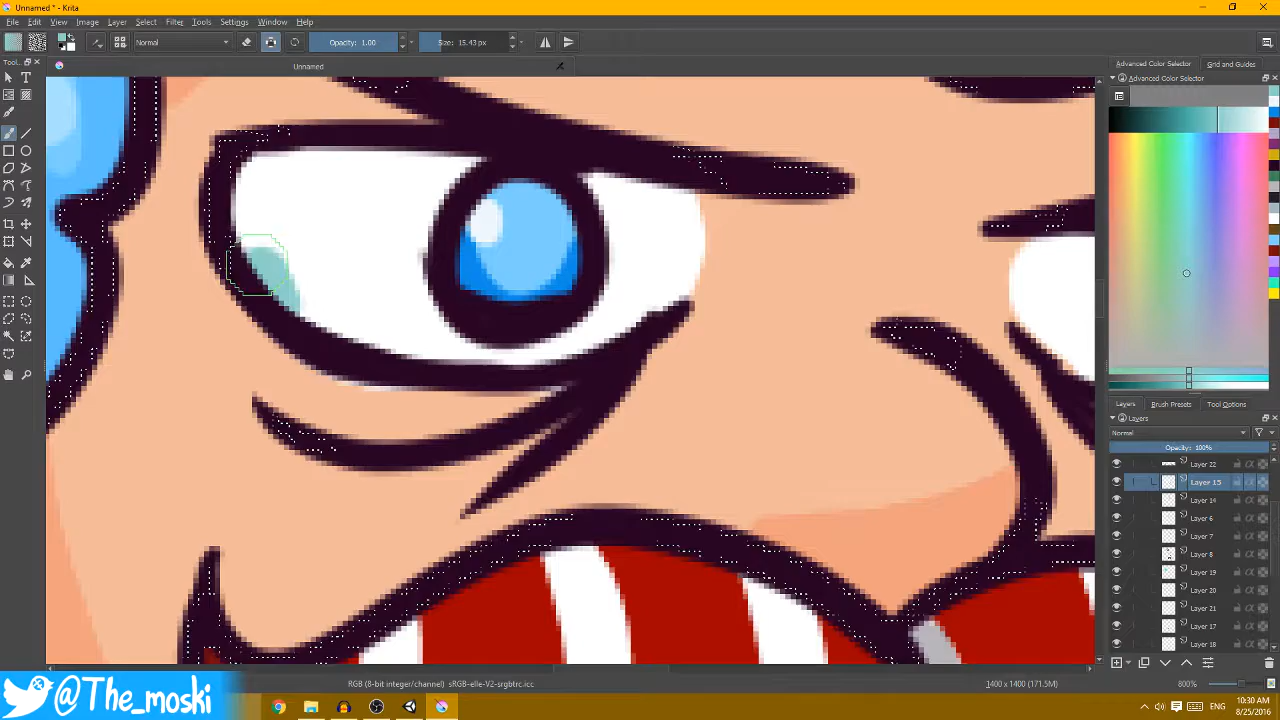 Unnamed * - Krita
File Edit View Image Layer Select Filter Tools Settings Window Help
Normal Opacity: 1.00 Size: 15.43 px
Tool...
Unnamed
Advanced Color Selector Grid and Guides
Advanced Color Selector
Layers Brush Presets Tool Options
Layers
Normal
Opacity: 100%
Layer 22
Layer 15
Layer 14
Layer 6
Layer 7
Layer 8
Layer 19
Layer 20
Layer 21
Layer 17
Layer 18
RGB (8-bit integer/channel) sRGB-elle-V2-srgbtrc.icc 1400 x 1400 (171.5M) 800%
@The_moski
ENG
10:30 AM
8/25/2016